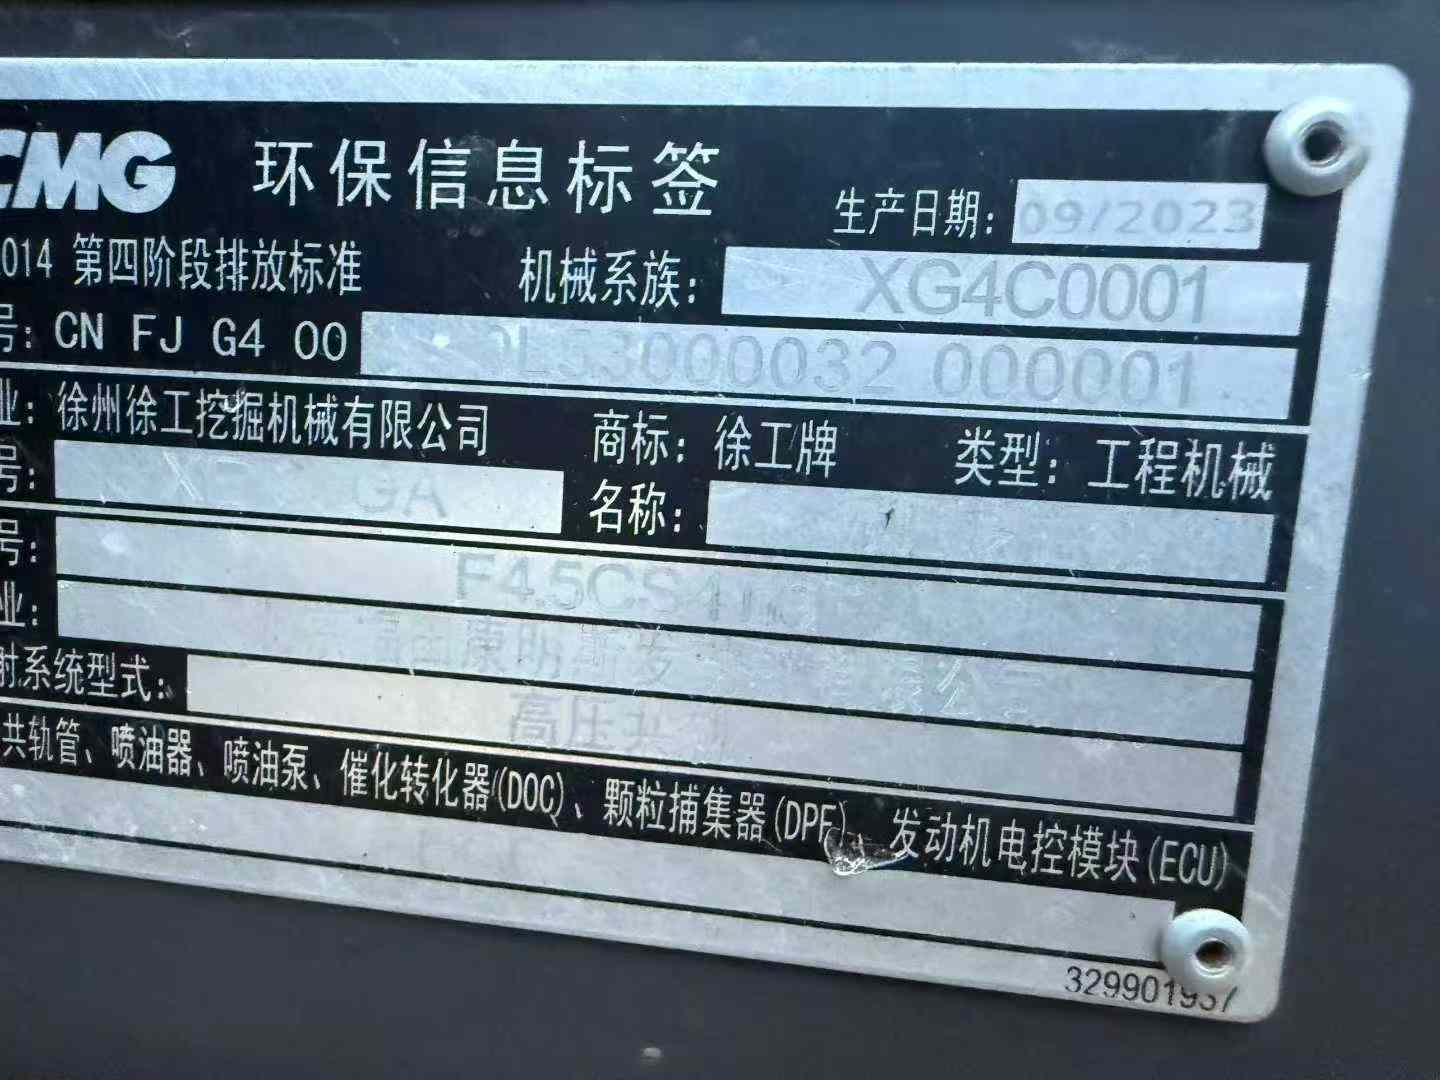 CMG 环保信息标签
生产日期: 09/2023
014 第四阶段排放标准 机械系族: XG4C0001
号: CN FJ G4 00 0L53000032 000001
业: 徐州徐工挖掘机械有限公司 商标: 徐工牌 类型: 工程机械
号: GA 名称:
号: F4.5CS4
业: 康明斯
射系统型式: 高压共
共轨管、喷油器、喷油泵、催化转化器(DOC)、颗粒捕集器(DPF)、发动机电控模块(ECU)
329901937